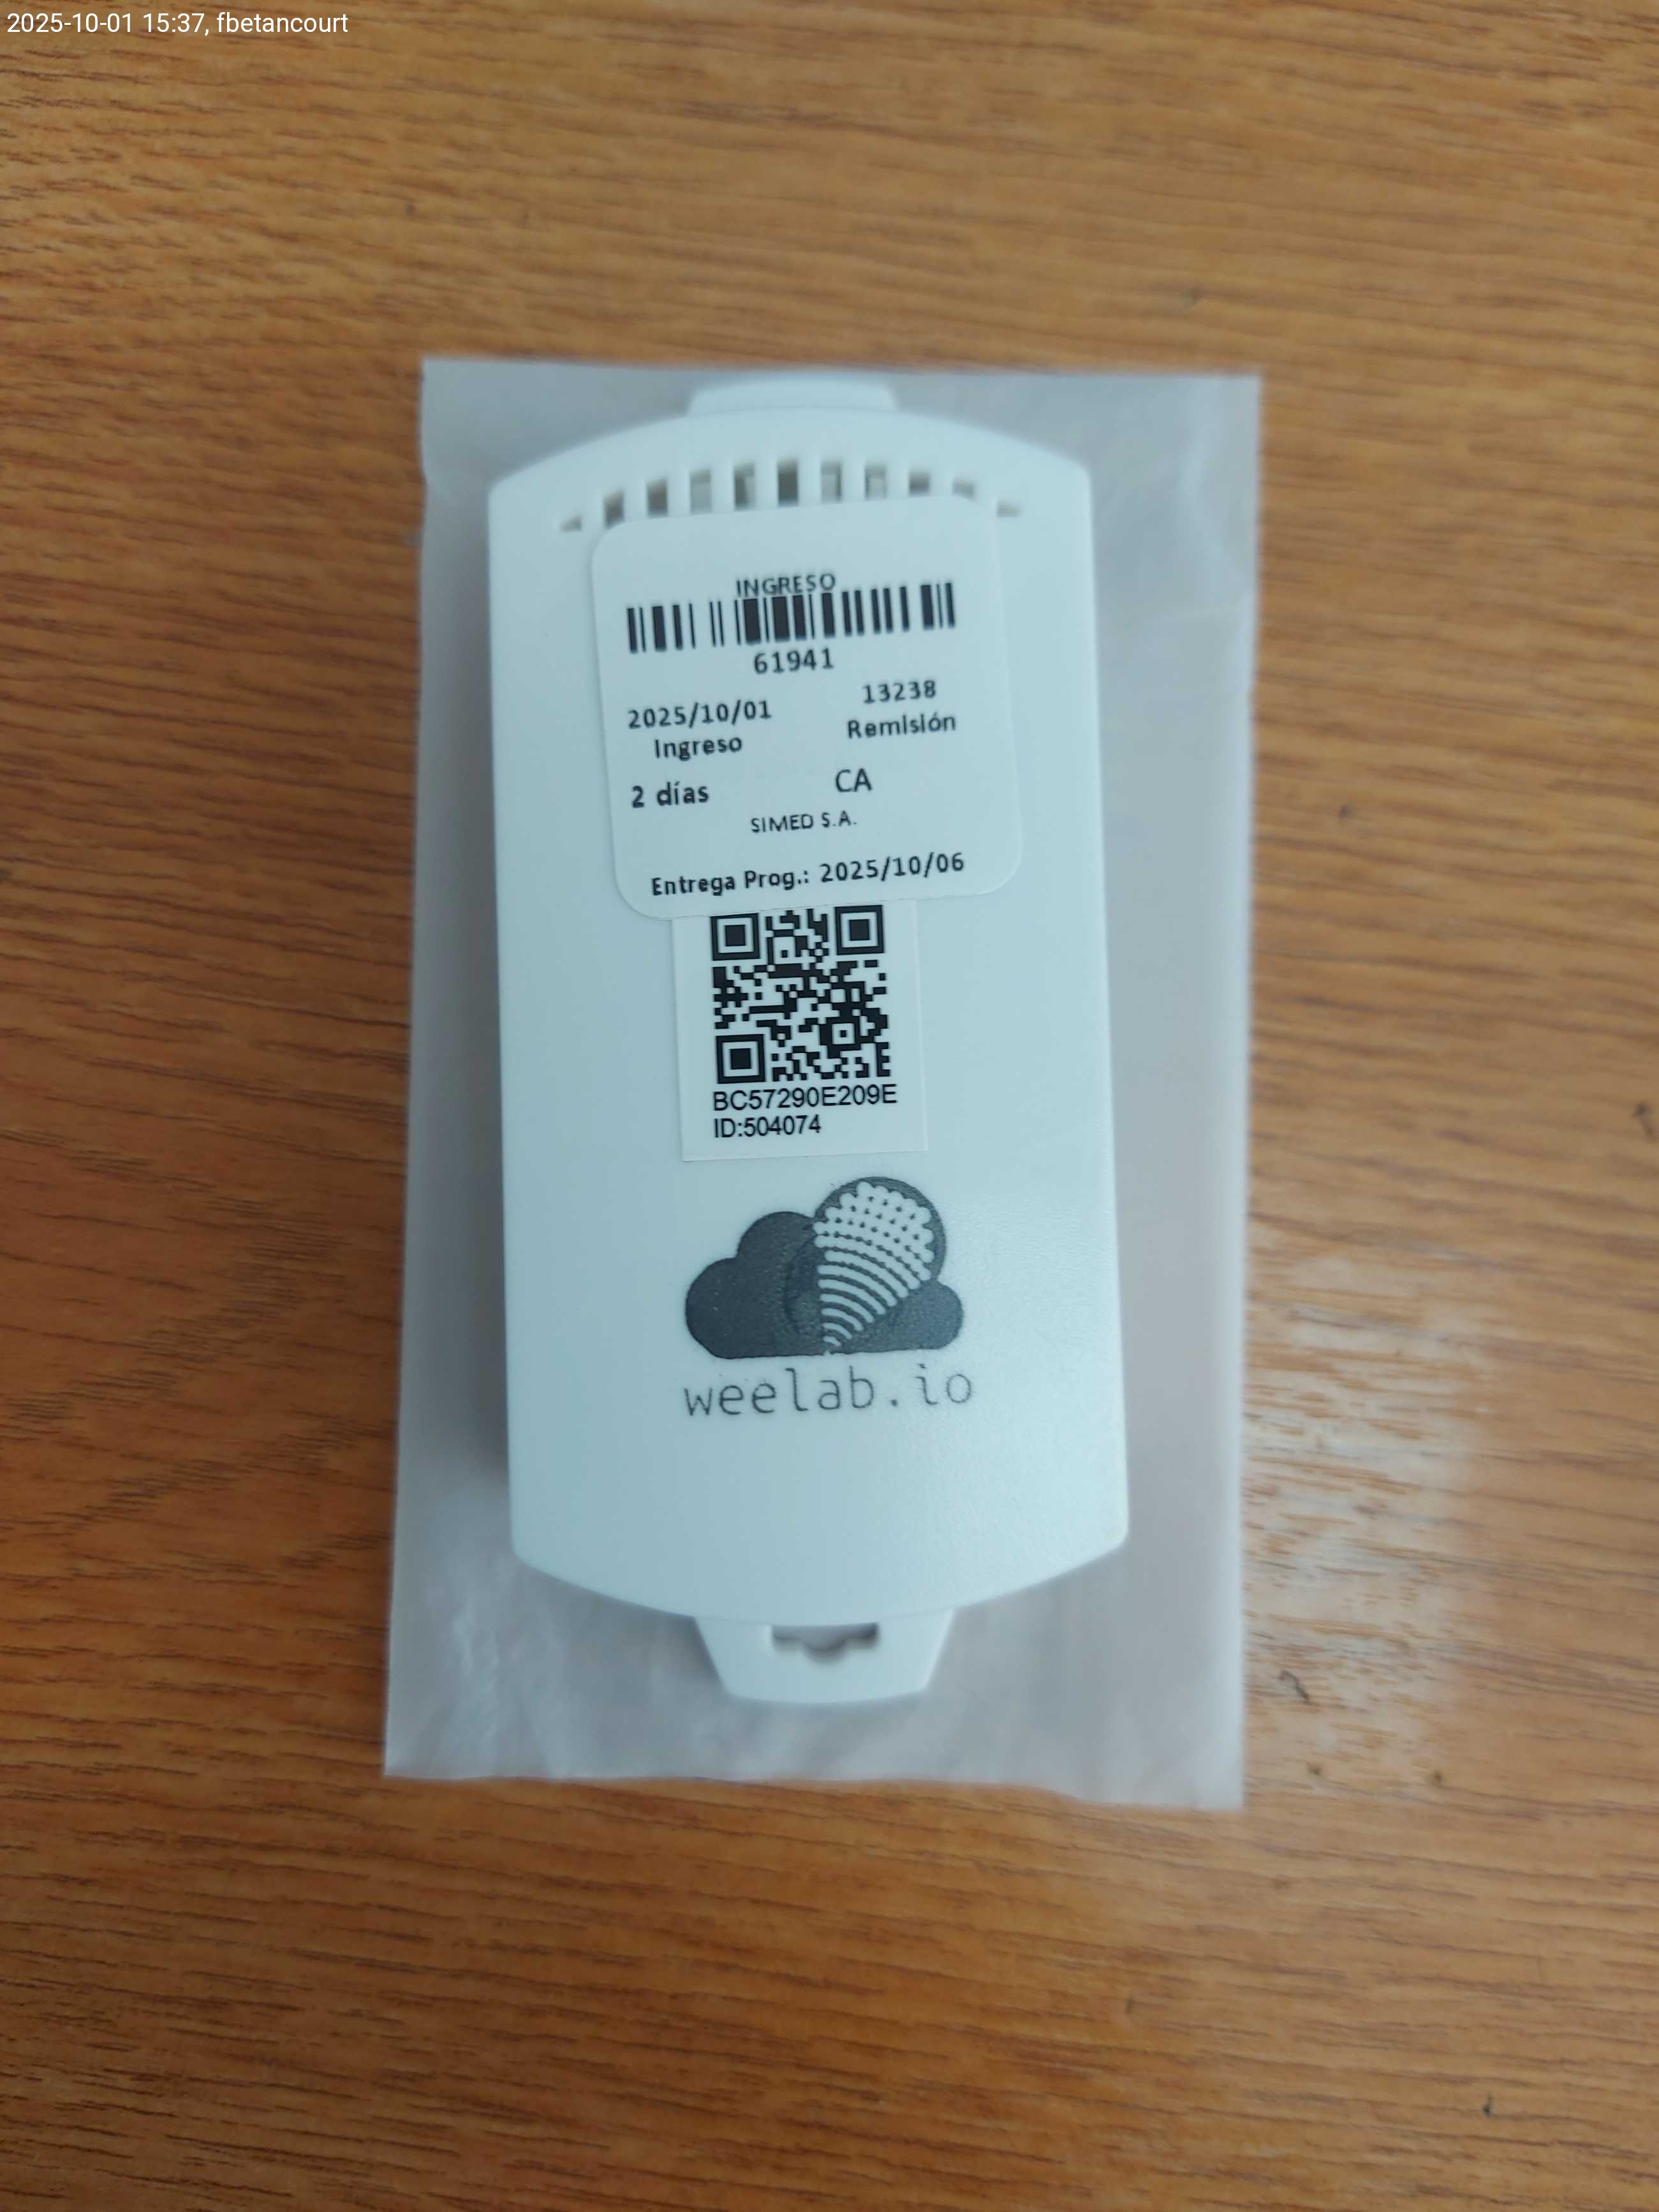 2025-10-01 15:37, fbetancourt
INGRESO
61941
2025/10/01 13238
Ingreso Remisión
2 días CA
SIMED S.A.
Entrega Prog.: 2025/10/06
BC57290E209E
ID:504074
weelab.io